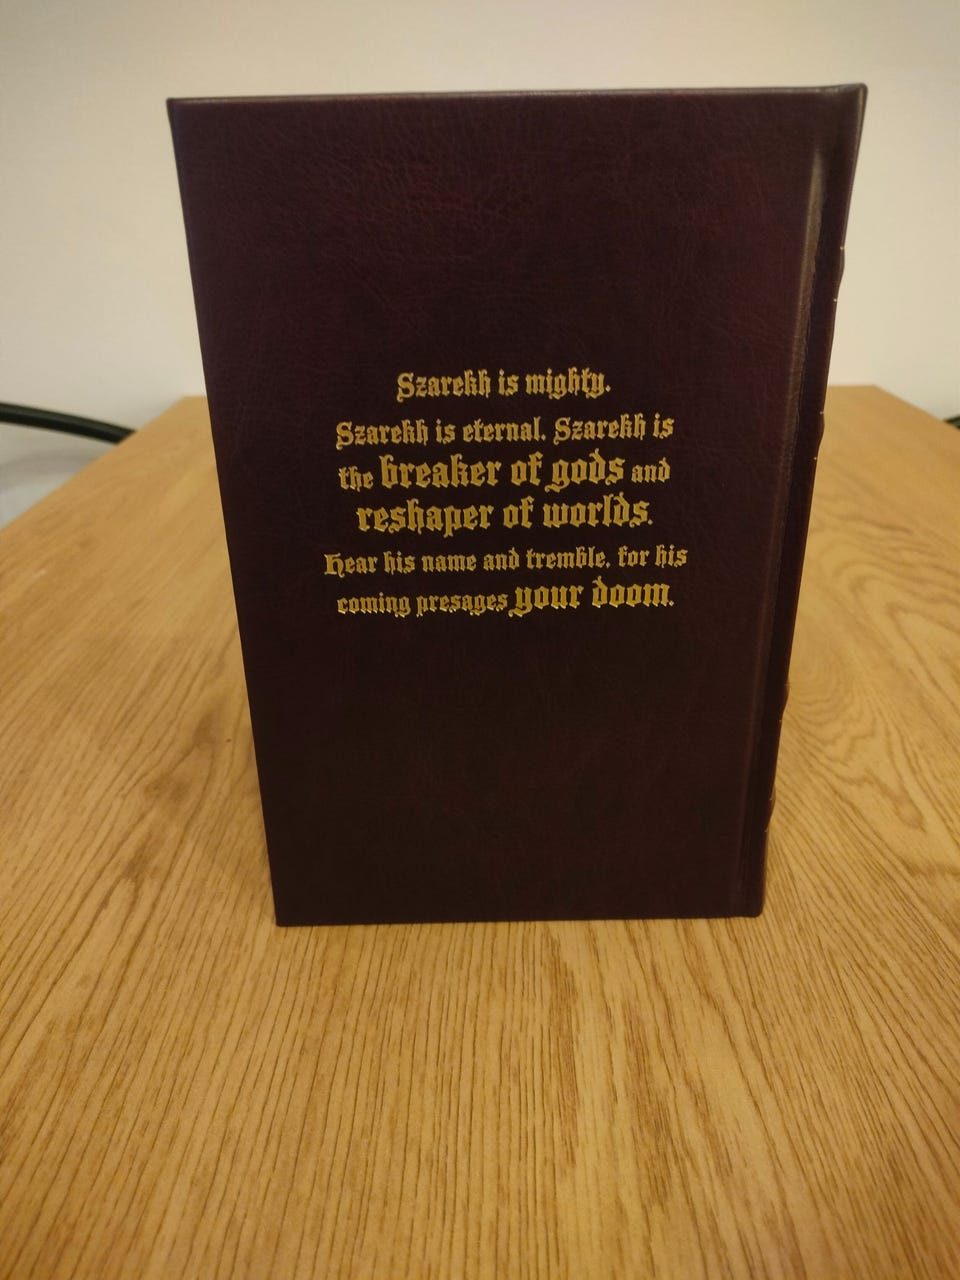 Szarekh is mighty.
Szarekh is eternal. Szarekh is
the breaker of gods and
reshaper of worlds.
Hear his name and tremble, for his
coming presages your doom.